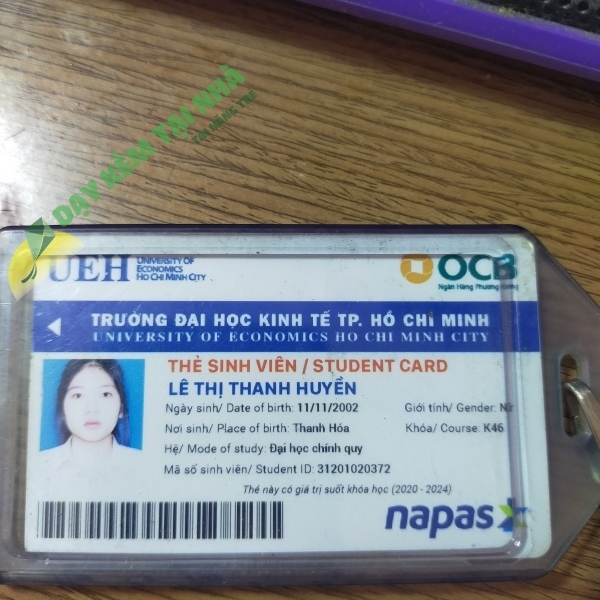 DẠY KÈM TẠI NHÀ
UEH
UNIVERSITY OF
ECONOMICS
HO CHI MINH CITY
OCB
Ngân Hàng Phương Đông
TRƯỜNG ĐẠI HỌC KINH TẾ TP. HỒ CHÍ MINH
UNIVERSITY OF ECONOMICS HO CHI MINH CITY
THẺ SINH VIÊN / STUDENT CARD
LÊ THỊ THANH HUYỀN
Ngày sinh/ Date of birth: 11/11/2002 Giới tính/ Gender: Nữ
Nơi sinh/ Place of birth: Thanh Hóa Khóa/ Course: K46
Hệ/ Mode of study: Đại học chính quy
Mã số sinh viên/ Student ID: 31201020372
Thẻ này có giá trị suốt khóa học (2020 - 2024)
napas